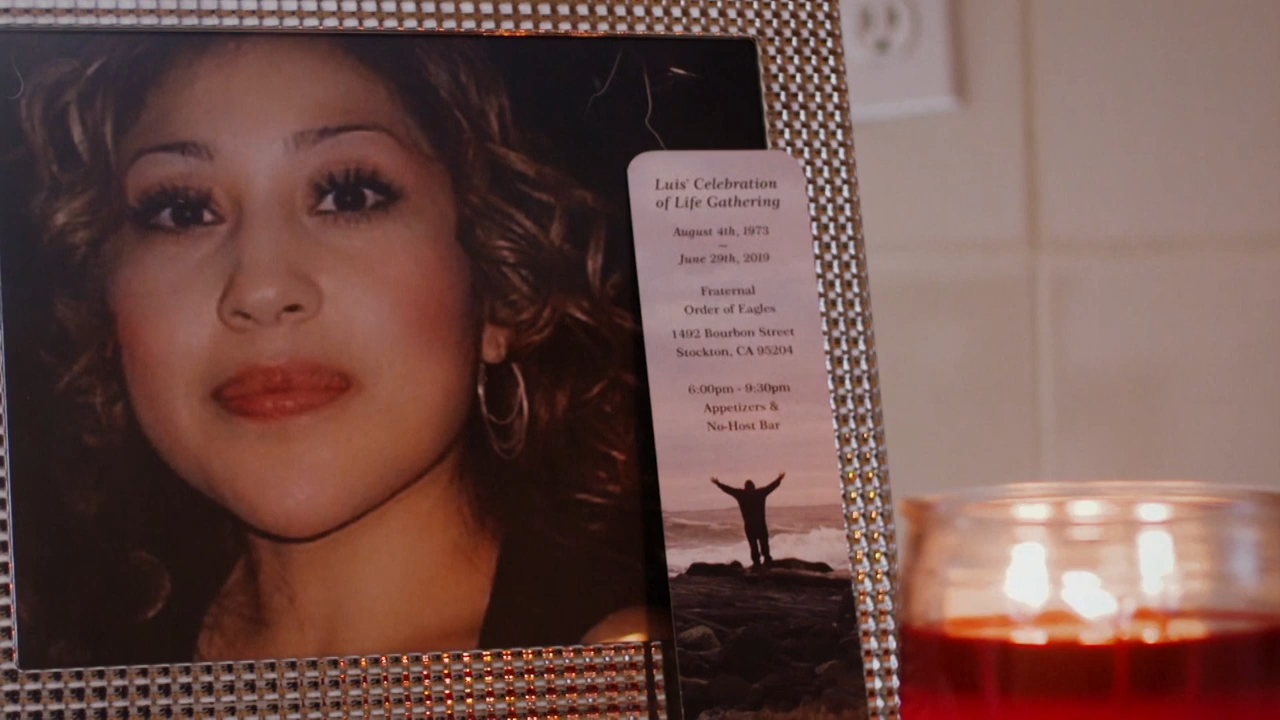 Luis' Celebration
of Life Gathering
August 4th, 1973
~
June 29th, 2019
Fraternal
Order of Eagles
1492 Bourbon Street
Stockton, CA 95204
6:00pm - 9:30pm
Appetizers &
No-Host Bar